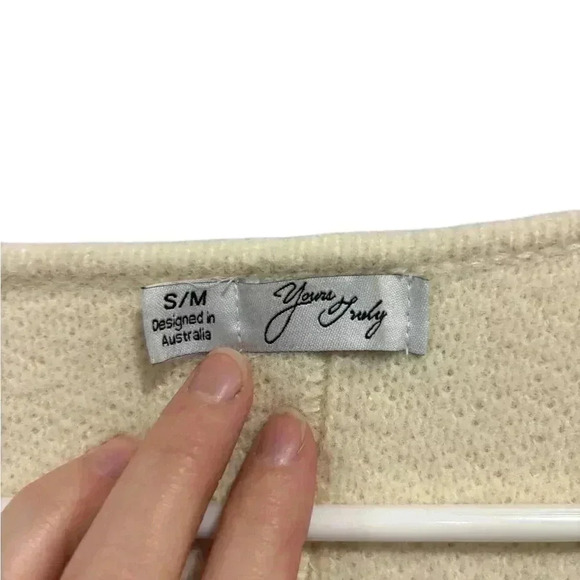 S/M
Designed in
Australia
Yours Truly